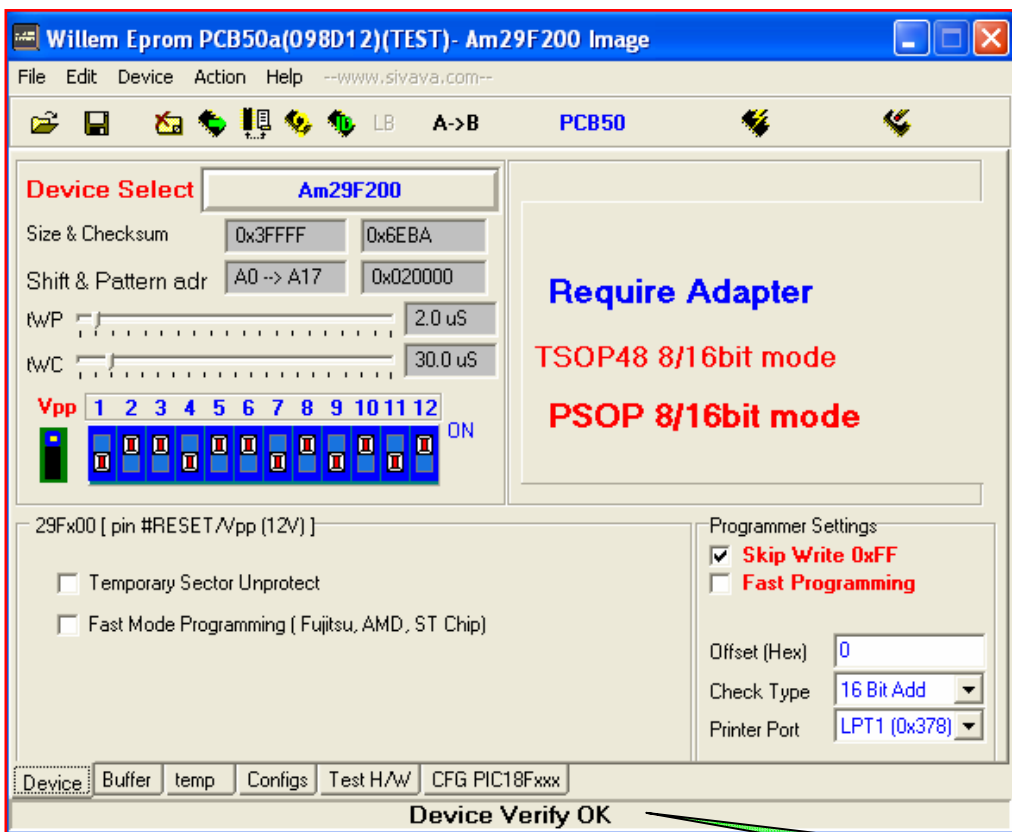 Willem Eprom PCB50a(098D12)(TEST)- Am29F200 Image
File Edit Device Action Help --www.sivava.com--
LB A->B PCB50
Device Select Am29F200
Size & Checksum 0x3FFFF 0x6EBA
Shift & Pattern adr A0 --> A17 0x020000
tWP 2.0 uS
tWC 30.0 uS
Vpp 1 2 3 4 5 6 7 8 9 10 11 12
ON
Require Adapter
TSOP48 8/16bit mode
PSOP 8/16bit mode
29Fx00 [ pin #RESET/Vpp (12V) ]
Temporary Sector Unprotect
Fast Mode Programming ( Fujitsu, AMD, ST Chip)
Programmer Settings
Skip Write 0xFF
Fast Programming
Offset (Hex) 0
Check Type 16 Bit Add
Printer Port LPT1 (0x378)
Device Buffer temp Configs Test H/W CFG PIC18Fxxx
Device Verify OK